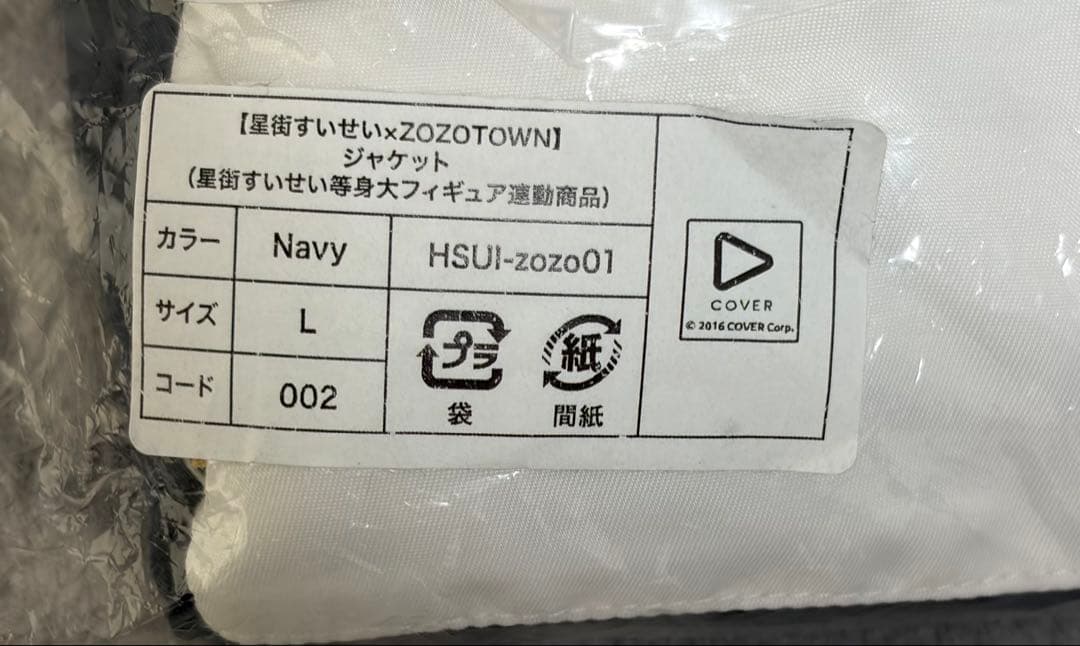 【星街すいせい×ZOZOTOWN】
ジャケット
（星街すいせい等身大フィギュア連動商品）
カラー Navy HSUI-zozo01
サイズ L
コード 002
プラ
袋
紙
間紙
COVER
© 2016 COVER Corp.